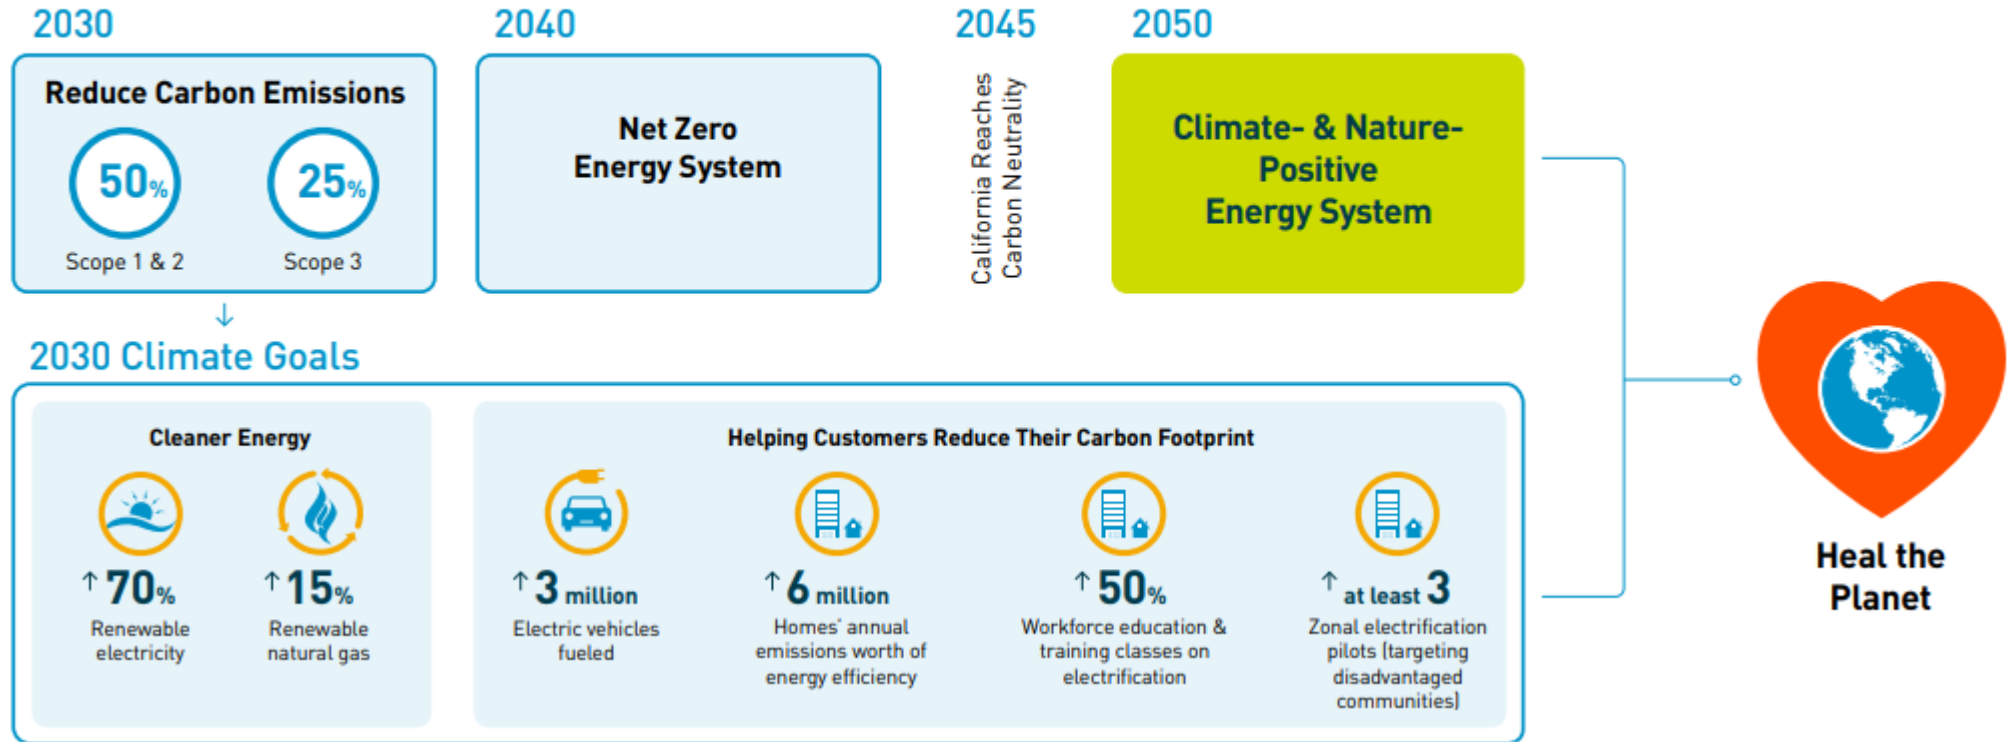 2030
Reduce Carbon Emissions
50%
Scope 1 & 2
25%
Scope 3
2040
Net Zero
Energy System
2045
California Reaches
Carbon Neutrality
2050
Climate- & Nature-
Positive
Energy System
↓
2030 Climate Goals
Cleaner Energy
↑ 70%
Renewable
electricity
↑ 15%
Renewable
natural gas
Helping Customers Reduce Their Carbon Footprint
↑ 3 million
Electric vehicles
fueled
↑ 6 million
Homes' annual
emissions worth of
energy efficiency
↑ 50%
Workforce education &
training classes on
electrification
↑ at least 3
Zonal electrification
pilots (targeting
disadvantaged
communities)
Heal the
Planet